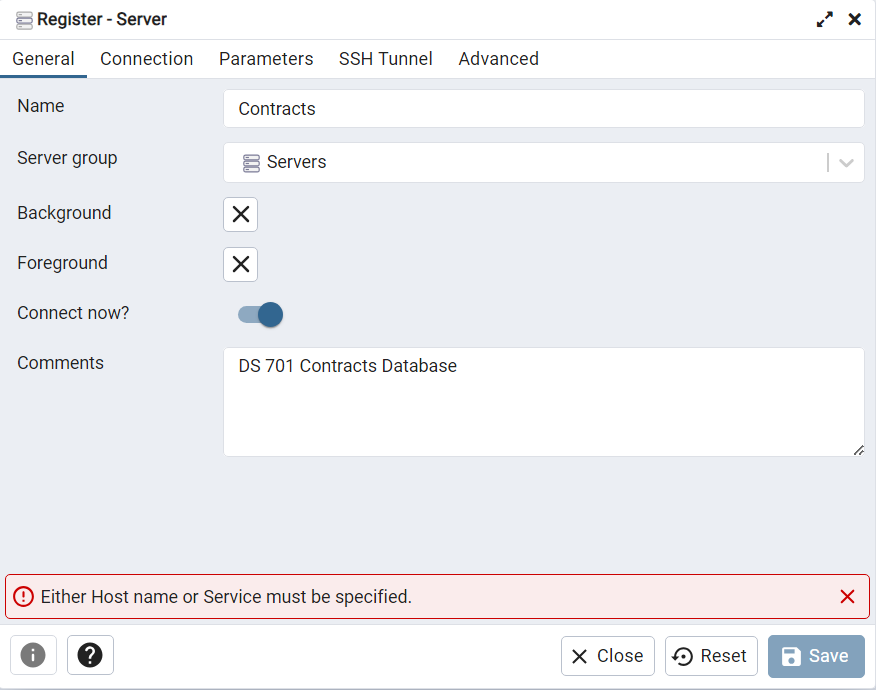 Register - Server
General Connection Parameters SSH Tunnel Advanced
Name Contracts
Server group Servers
Background
Foreground
Connect now?
Comments DS 701 Contracts Database
Either Host name or Service must be specified.
Close Reset Save